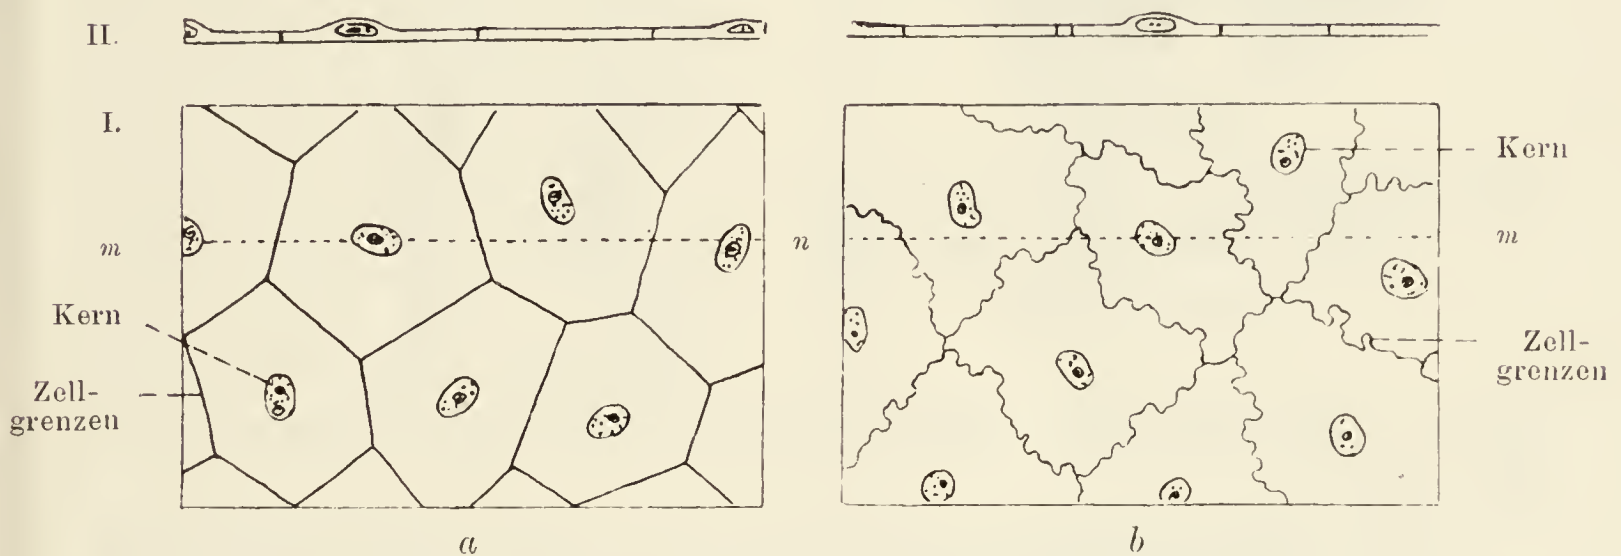 II.
I.
Kern
m
n
m
Kern
Zell-
grenzen
Zell-
grenzen
a
b